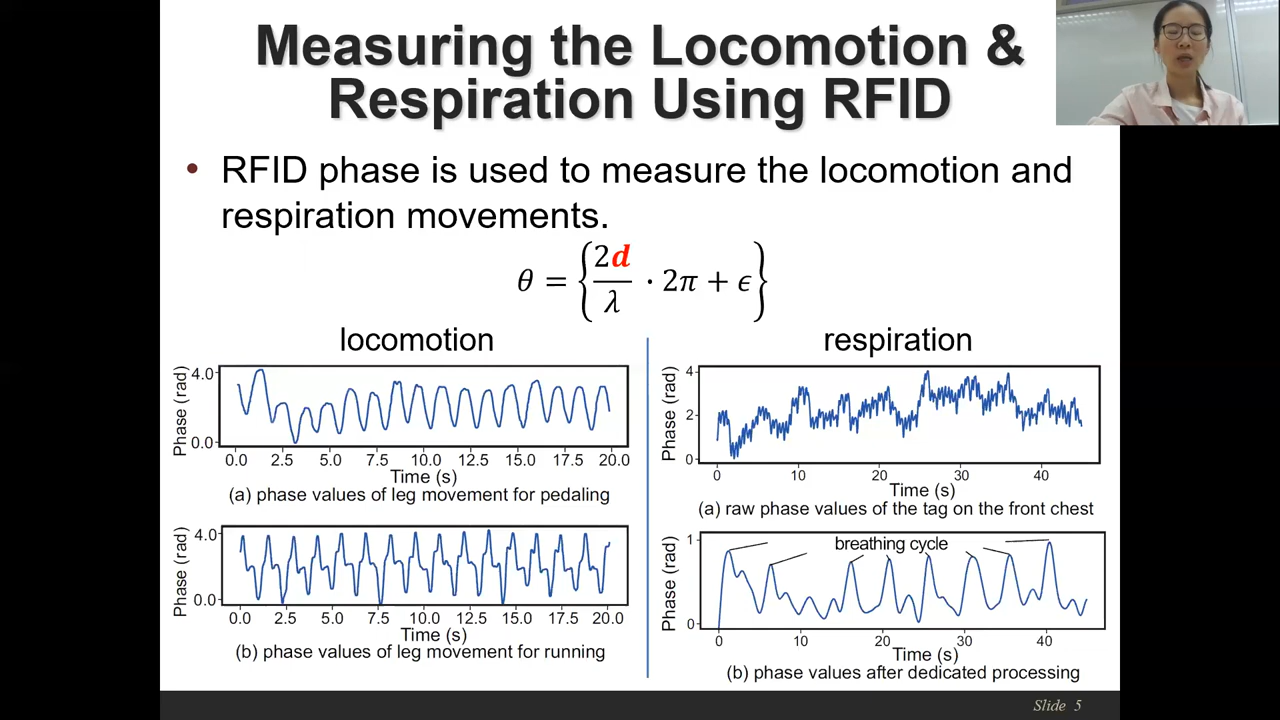 Measuring the Locomotion &
Respiration Using RFID
• RFID phase is used to measure the locomotion and
respiration movements.
θ = {2d/λ · 2π + ϵ}
locomotion
Phase (rad)
4.0
0.0
0.0 2.5 5.0 7.5 10.0 12.5 15.0 17.5 20.0
Time (s)
(a) phase values of leg movement for pedaling
Phase (rad)
4.0
0.0
0.0 2.5 5.0 7.5 10.0 12.5 15.0 17.5 20.0
Time (s)
(b) phase values of leg movement for running
respiration
Phase (rad)
4
2
0
0 10 20 30 40
Time (s)
(a) raw phase values of the tag on the front chest
Phase (rad)
1
0
breathing cycle
0 10 20 30 40
Time (s)
(b) phase values after dedicated processing
Slide 5